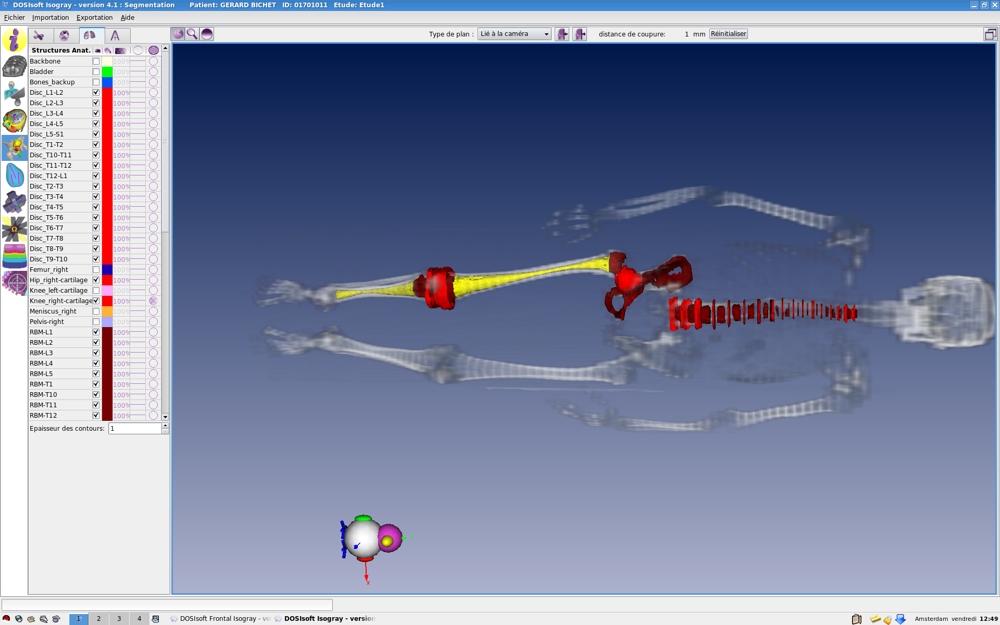 DOSIsoft Isogray - version 4.1 : Segmentation Patient: GERARD BICHET ID: 01701011 Etude: Etude1
Fichier Importation Exportation Aide
Type de plan : Lié à la caméra distance de coupure: 1 mm Réinitialiser
Structures Anat.
Backbone 100%
Bladder 100%
Bones_backup 100%
Disc_L1-L2 100%
Disc_L2-L3 100%
Disc_L3-L4 100%
Disc_L4-L5 100%
Disc_L5-S1 100%
Disc_T1-T2 100%
Disc_T10-T11 100%
Disc_T11-T12 100%
Disc_T12-L1 100%
Disc_T2-T3 100%
Disc_T3-T4 100%
Disc_T4-T5 100%
Disc_T5-T6 100%
Disc_T6-T7 100%
Disc_T7-T8 100%
Disc_T8-T9 100%
Disc_T9-T10 100%
Femur_right 100%
Hip_right-cartilage 100%
Knee_left-cartilage 100%
Knee_right-cartilage 100%
Meniscus_right 100%
Pelvis-right 100%
RBM-L1 100%
RBM-L2 100%
RBM-L3 100%
RBM-L4 100%
RBM-L5 100%
RBM-T1 100%
RBM-T10 100%
RBM-T11 100%
RBM-T12 100%
Epaisseur des contours: 1
x
1 2 3 4 DOSIsoft Frontal Isogray - ve DOSIsoft Isogray - version Amsterdam vendredi 12:49